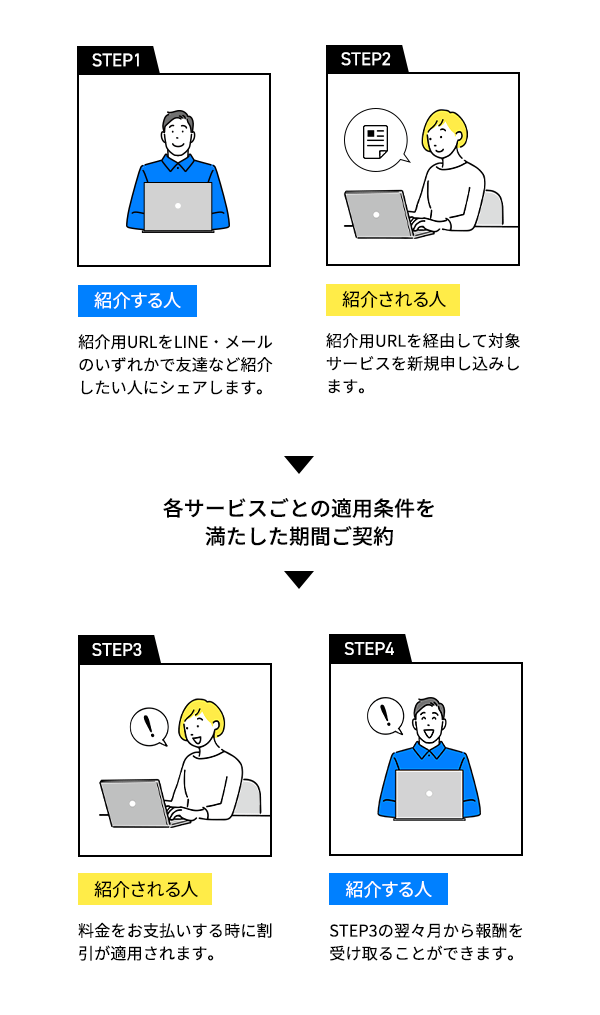 STEP1
紹介する人
紹介用URLをLINE・メール
のいずれかで友達など紹介
したい人にシェアします。
STEP2
紹介される人
紹介用URLを経由して対象
サービスを新規申し込みし
ます。
各サービスごとの適用条件を
満たした期間ご契約
STEP3
紹介される人
料金をお支払いする時に割
引が適用されます。
STEP4
紹介する人
STEP3の翌々月から報酬を
受け取ることができます。